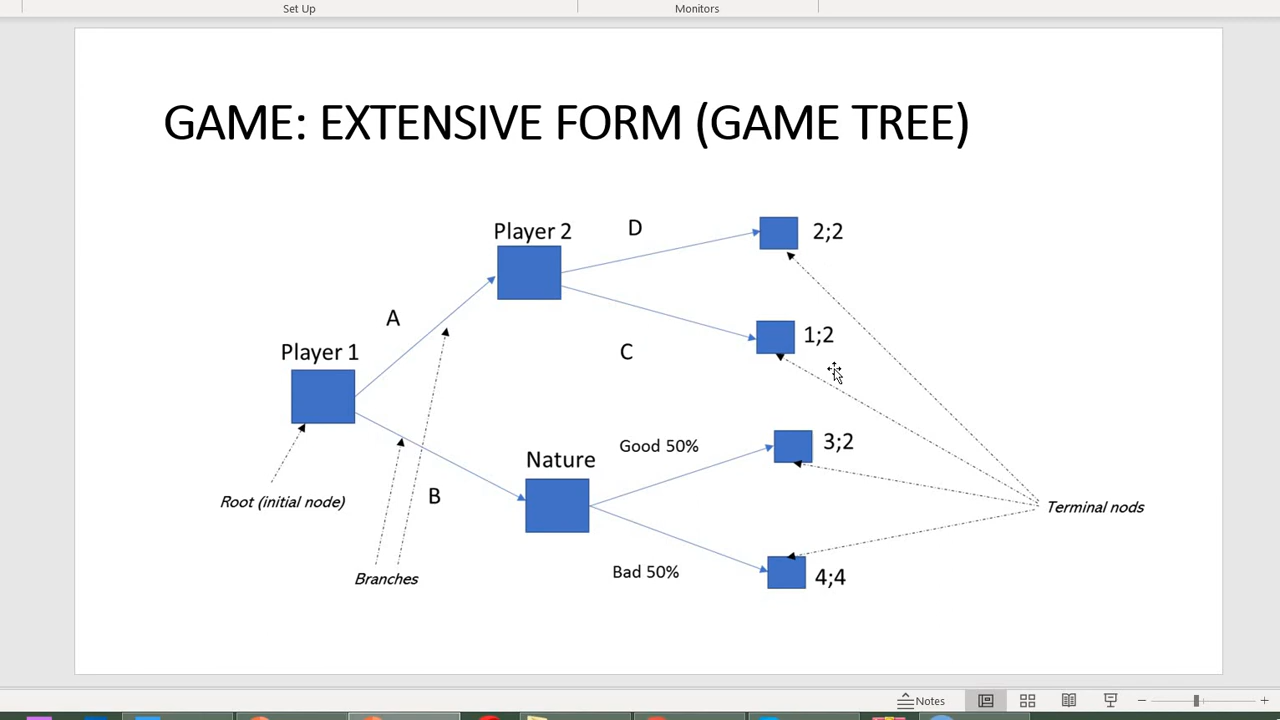 Set Up
Monitors
GAME: EXTENSIVE FORM (GAME TREE)
Player 2
D
2;2
A
1;2
Player 1
C
Good 50%
3;2
Nature
B
Root (initial node)
Terminal nods
Bad 50%
4;4
Branches
Notes